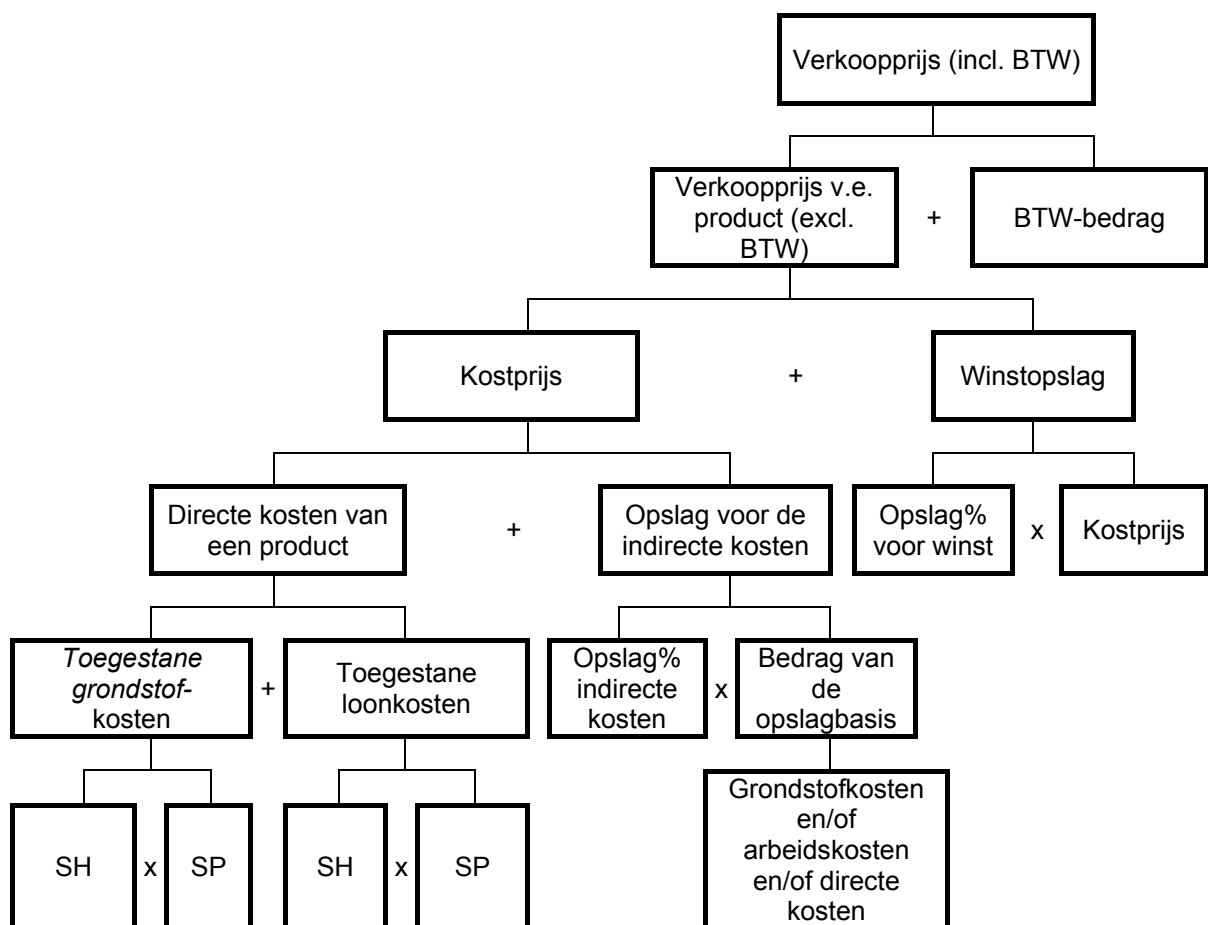 Verkoopprijs (incl. BTW)
Verkoopprijs v.e.
product (excl.
BTW)
+
BTW-bedrag
Kostprijs
+
Winstopslag
Directe kosten van
een product
+
Opslag voor de
indirecte kosten
Opslag%
voor winst
x
Kostprijs
Toegestane
grondstof-
kosten
+
Toegestane
loonkosten
Opslag%
indirecte
kosten
x
Bedrag van
de
opslagbasis
SH
x
SP
SH
x
SP
Grondstofkosten
en/of
arbeidskosten
en/of directe
kosten